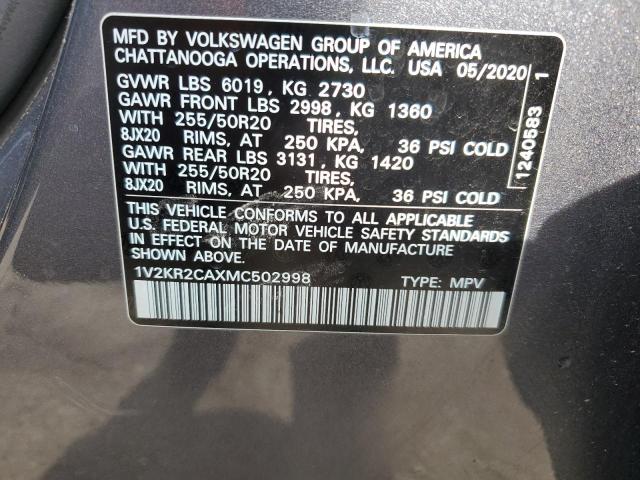 MFD BY VOLKSWAGEN GROUP OF AMERICA
CHATTANOOGA OPERATIONS, LLC. USA 05/2020
GVWR LBS 6019, KG 2730
GAWR FRONT LBS 2998, KG 1360
WITH 255/50R20 TIRES,
8JX20 RIMS, AT 250 KPA, 36 PSI COLD
GAWR REAR LBS 3131, KG 1420
WITH 255/50R20 TIRES,
8JX20 RIMS, AT 250 KPA, 36 PSI COLD
THIS VEHICLE CONFORMS TO ALL APPLICABLE
U.S. FEDERAL MOTOR VEHICLE SAFETY STANDARDS
IN EFFECT ON THE DATE OF MANUFACTURE
SHOWN ABOVE.
1V2KR2CAXMC502998 TYPE: MPV
1240583 1